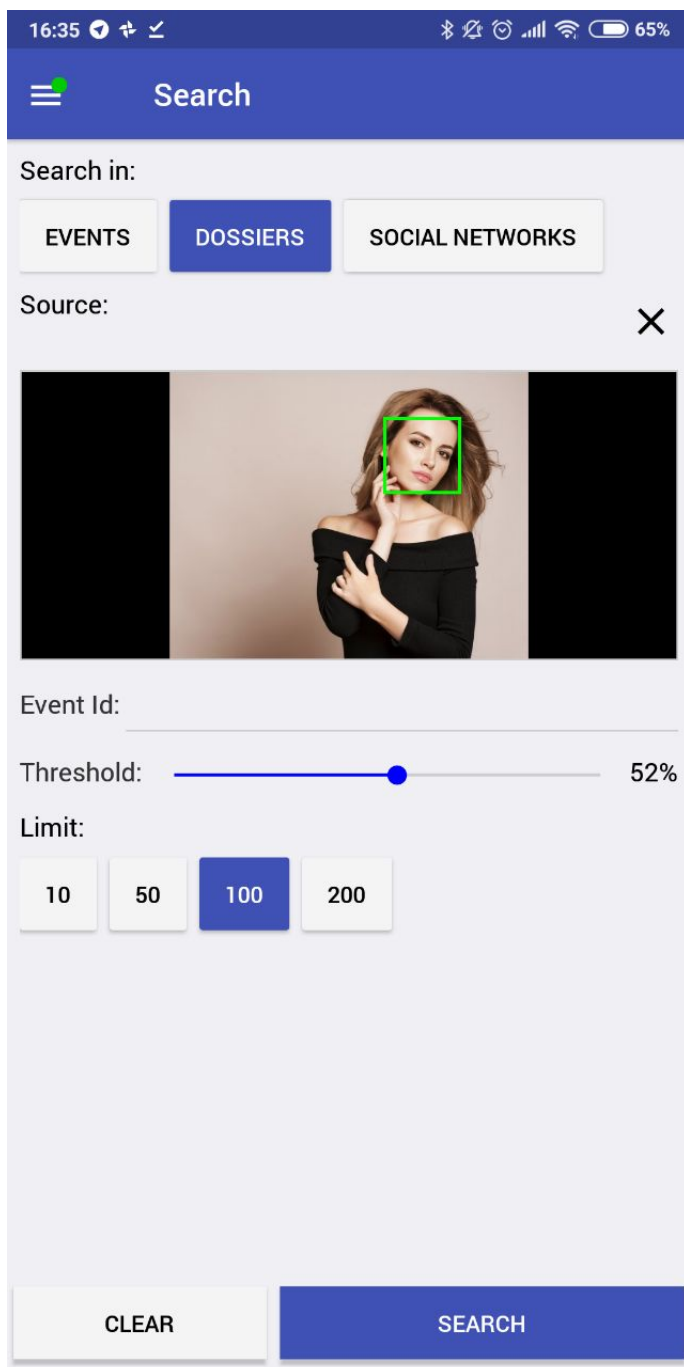 16:35 65%
Search
Search in:
EVENTS DOSSIERS SOCIAL NETWORKS
Source:
Event Id:
Threshold: 52%
Limit:
10 50 100 200
CLEAR SEARCH